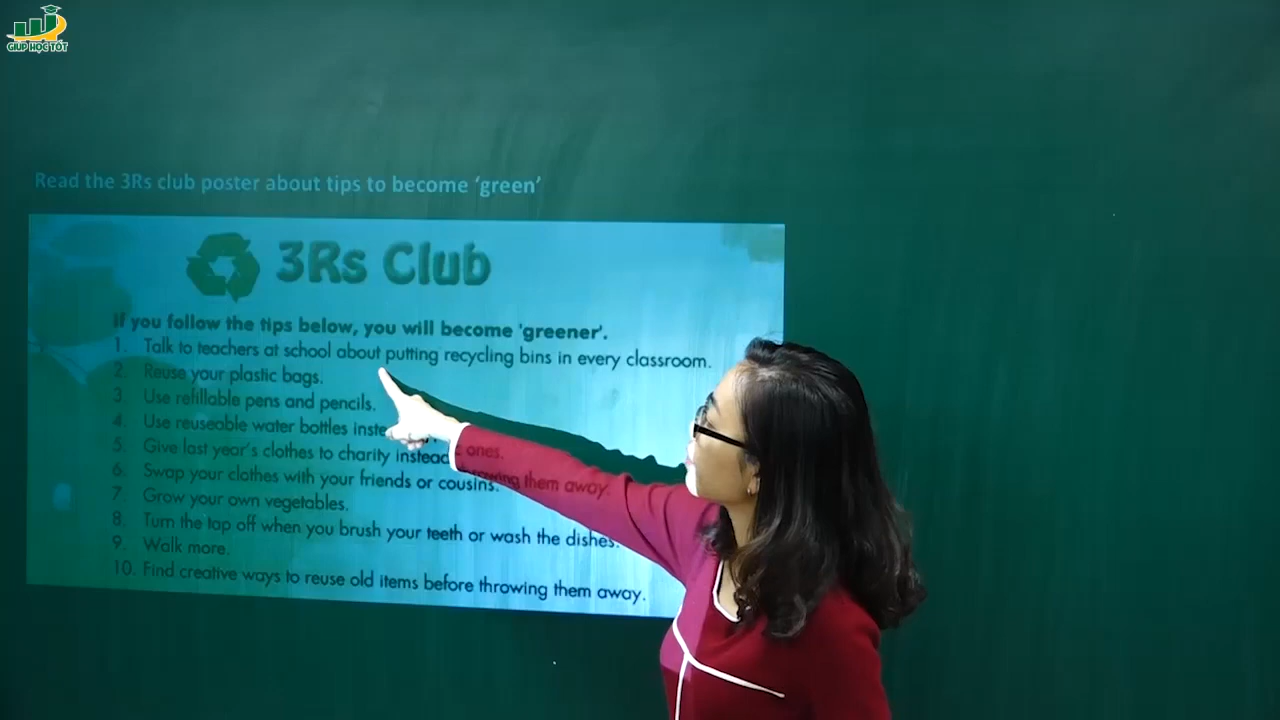 GIÚP HỌC TỐT
Read the 3Rs club poster about tips to become 'green'
3Rs Club
If you follow the tips below, you will become 'greener'.
1. Talk to teachers at school about putting recycling bins in every classroom.
2. Reuse your plastic bags.
3. Use refillable pens and pencils.
4. Use reuseable water bottles ones.
5. Give last year's clothes to charity instead throwing them away.
6. Swap your clothes with your friends or cousins.
7. Grow your own vegetables.
8. Turn the tap off when you brush your teeth or wash the dishes.
9. Walk more.
10. Find creative ways to reuse old items before throwing them away.